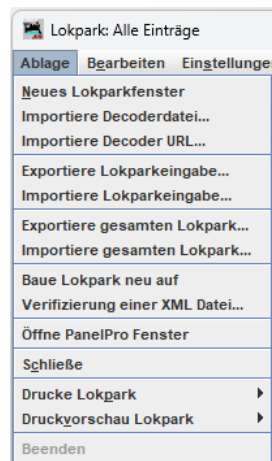 Lokpark: Alle Einträge
Ablage Bearbeiten Einstellunge
Neues Lokparkfenster
Importiere Decoderdatei...
Importiere Decoder URL...
Exportiere Lokparkeingabe...
Importiere Lokparkeingabe...
Exportiere gesamten Lokpark...
Importiere gesamten Lokpark...
Baue Lokpark neu auf
Verifizierung einer XML Datei...
Öffne PanelPro Fenster
Schließe
Drucke Lokpark
Druckvorschau Lokpark
Beenden